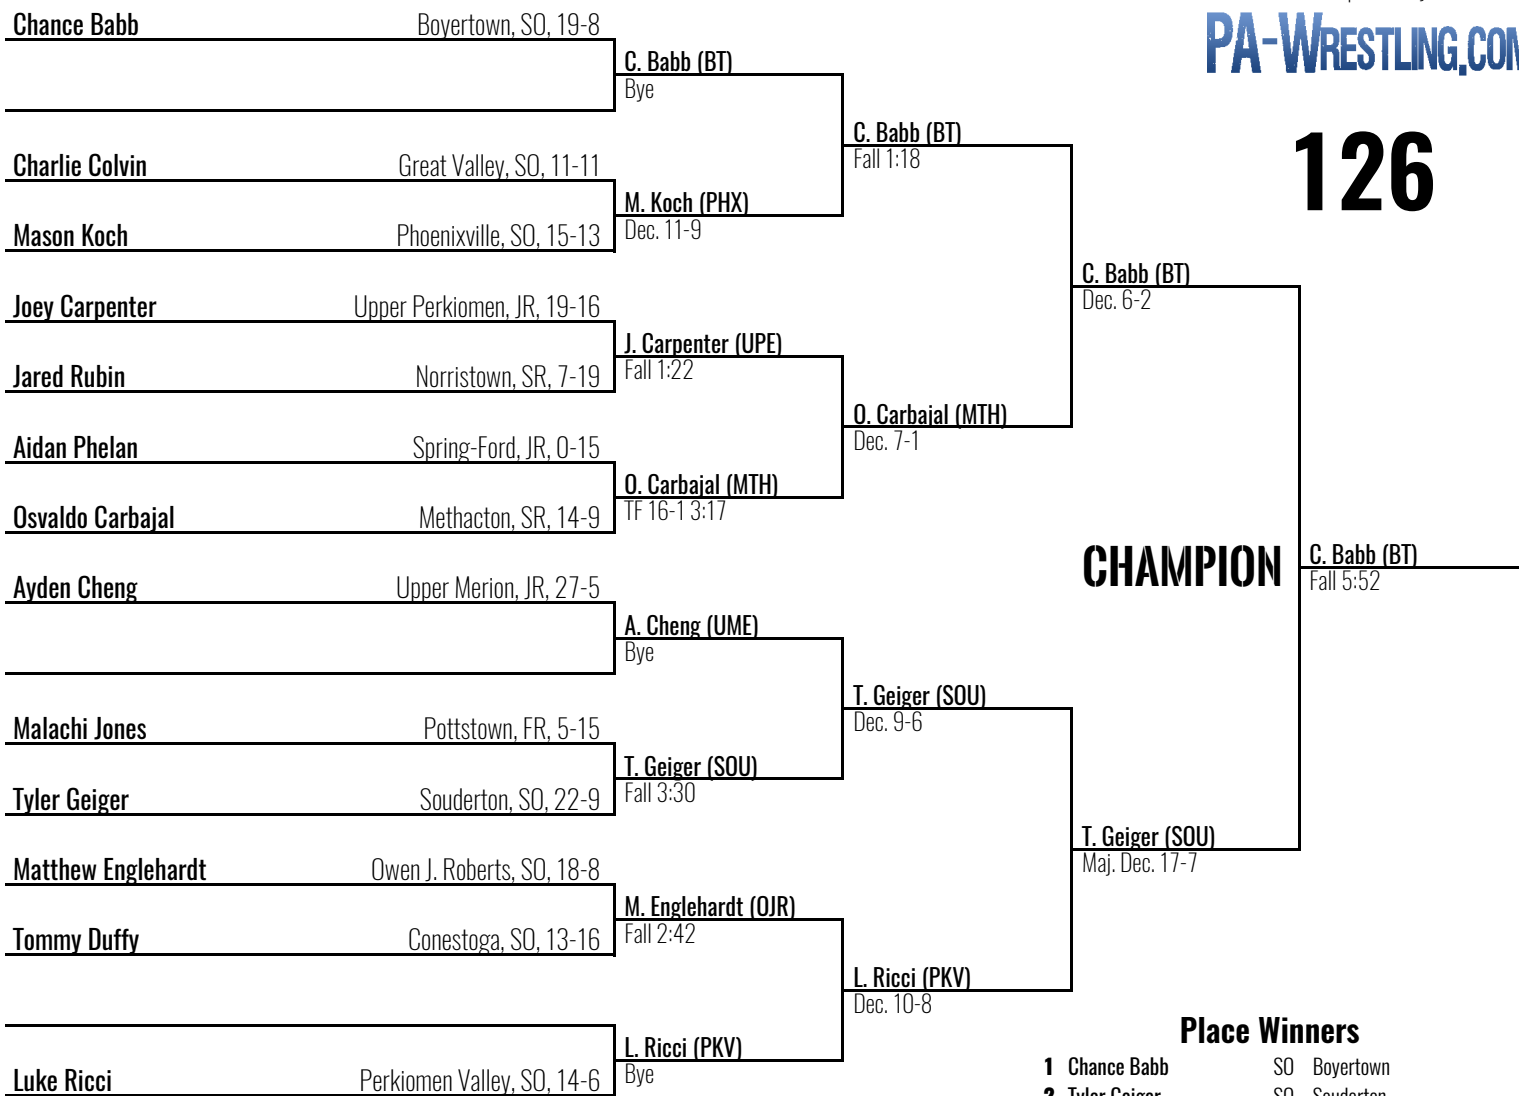 Chance Babb Boyertown, SO, 19-8
C. Babb (BT)
Bye
Charlie Colvin Great Valley, SO, 11-11
M. Koch (PHX)
Dec. 11-9
Mason Koch Phoenixville, SO, 15-13
C. Babb (BT)
Fall 1:18
Joey Carpenter Upper Perkiomen, JR, 19-16
J. Carpenter (UPE)
Fall 1:22
Jared Rubin Norristown, SR, 7-19
O. Carbajal (MTH)
Dec. 7-1
Aidan Phelan Spring-Ford, JR, 0-15
O. Carbajal (MTH)
TF 16-1 3:17
Osvaldo Carbajal Methacton, SR, 14-9
C. Babb (BT)
Dec. 6-2
Ayden Cheng Upper Merion, JR, 27-5
A. Cheng (UME)
Bye
Malachi Jones Pottstown, FR, 5-15
T. Geiger (SOU)
Fall 3:30
Tyler Geiger Souderton, SO, 22-9
T. Geiger (SOU)
Dec. 9-6
Matthew Englehardt Owen J. Roberts, SO, 18-8
M. Englehardt (OJR)
Fall 2:42
Tommy Duffy Conestoga, SO, 13-16
L. Ricci (PKV)
Dec. 10-8
L. Ricci (PKV)
Bye
Luke Ricci Perkiomen Valley, SO, 14-6
T. Geiger (SOU)
Maj. Dec. 17-7
PA-WRESTLING.COM
126
CHAMPION
C. Babb (BT)
Fall 5:52
Place Winners
1 Chance Babb SO Boyertown
2 Tyler Geiger SO Souderton